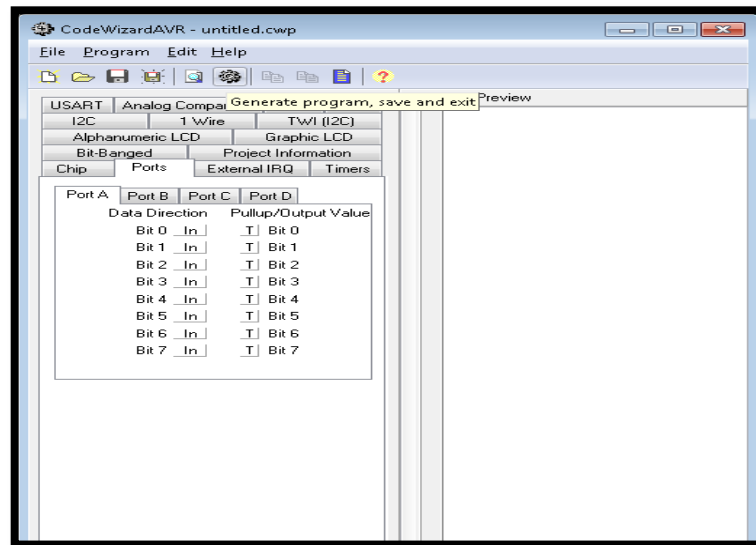 CodeWizardAVR - untitled.cwp
File Program Edit Help
Generate program, save and exit
Preview
USART Analog Compa
I2C 1 Wire TWI (I2C)
Alphanumeric LCD Graphic LCD
Bit-Banged Project Information
Chip Ports External IRQ Timers
Port A Port B Port C Port D
Data Direction Pullup/Output Value
Bit 0 In T Bit 0
Bit 1 In T Bit 1
Bit 2 In T Bit 2
Bit 3 In T Bit 3
Bit 4 In T Bit 4
Bit 5 In T Bit 5
Bit 6 In T Bit 6
Bit 7 In T Bit 7